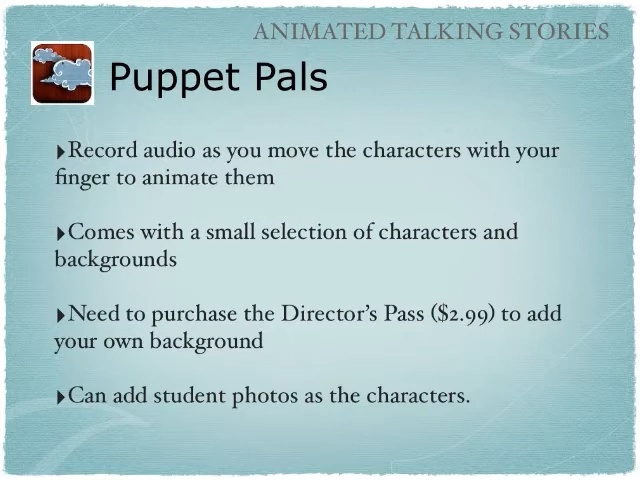 ANIMATED TALKING STORIES
Puppet Pals
‣Record audio as you move the characters with your
finger to animate them
‣Comes with a small selection of characters and
backgrounds
‣Need to purchase the Director’s Pass ($2.99) to add
your own background
‣Can add student photos as the characters.